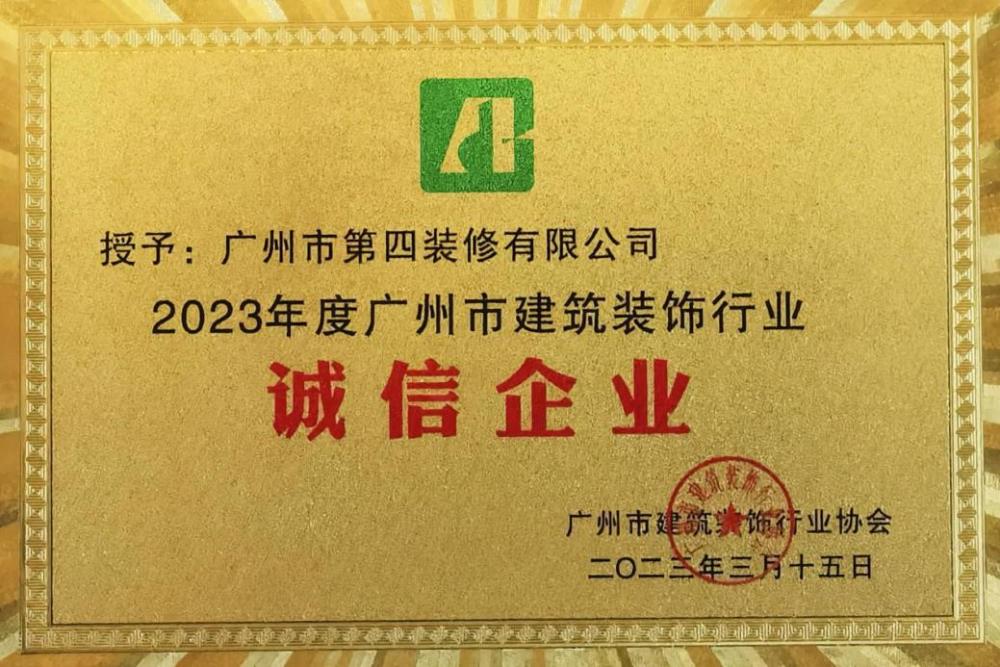 授予：广州市第四装修有限公司
2023年度广州市建筑装饰行业
诚信企业
广州市建筑装饰行业协会
二〇二三年三月十五日